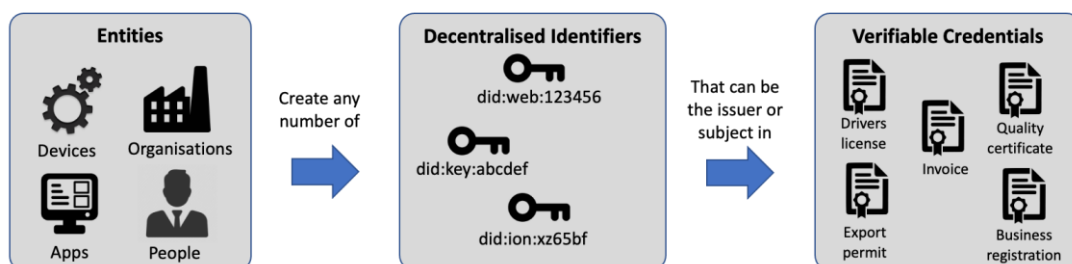 Entities
Devices
Organisations
Apps
People
Create any
number of
Decentralised Identifiers
did:web:123456
did:key:abcdef
did:ion:xz65bf
That can be
the issuer or
subject in
Verifiable Credentials
Drivers
license
Invoice
Quality
certificate
Export
permit
Business
registration